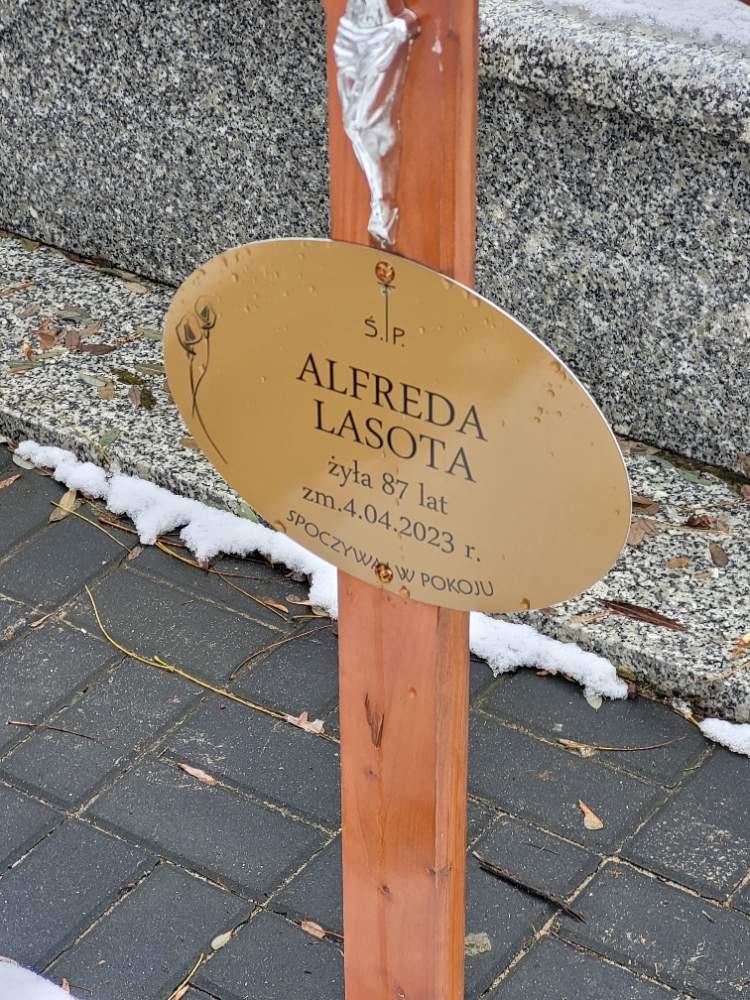 Ś.P.
ALFREDA
LASOTA
żyła 87 lat
zm.4.04.2023 r.
SPOCZYWAJ W POKOJU